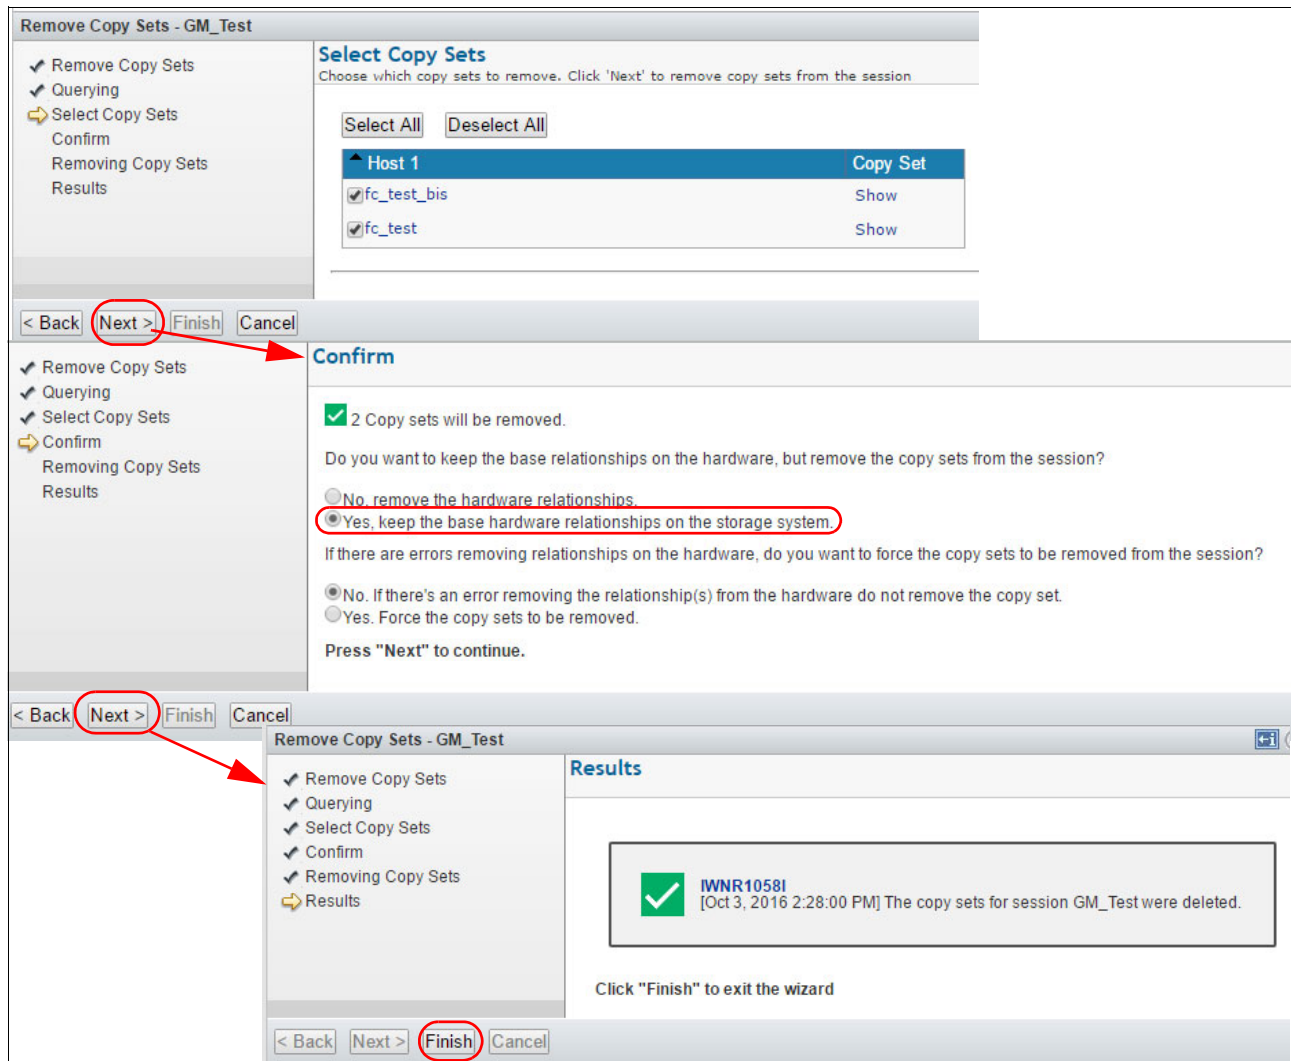 Remove Copy Sets - GM_Test
Remove Copy Sets
Querying
Select Copy Sets
Confirm
Removing Copy Sets
Results
Select Copy Sets
Choose which copy sets to remove. Click 'Next' to remove copy sets from the session
Select All Deselect All
Host 1 Copy Set
fc_test_bis Show
fc_test Show
< Back Next > Finish Cancel
Remove Copy Sets
Querying
Select Copy Sets
Confirm
Removing Copy Sets
Results
Confirm
2 Copy sets will be removed.
Do you want to keep the base relationships on the hardware, but remove the copy sets from the session?
No, remove the hardware relationships.
Yes, keep the base hardware relationships on the storage system.
If there are errors removing relationships on the hardware, do you want to force the copy sets to be removed from the session?
No. If there's an error removing the relationship(s) from the hardware do not remove the copy set.
Yes. Force the copy sets to be removed.
Press "Next" to continue.
< Back Next > Finish Cancel
Remove Copy Sets - GM_Test
Remove Copy Sets
Querying
Select Copy Sets
Confirm
Removing Copy Sets
Results
Results
IWNR1058I
[Oct 3, 2016 2:28:00 PM] The copy sets for session GM_Test were deleted.
Click "Finish" to exit the wizard
< Back Next > Finish Cancel